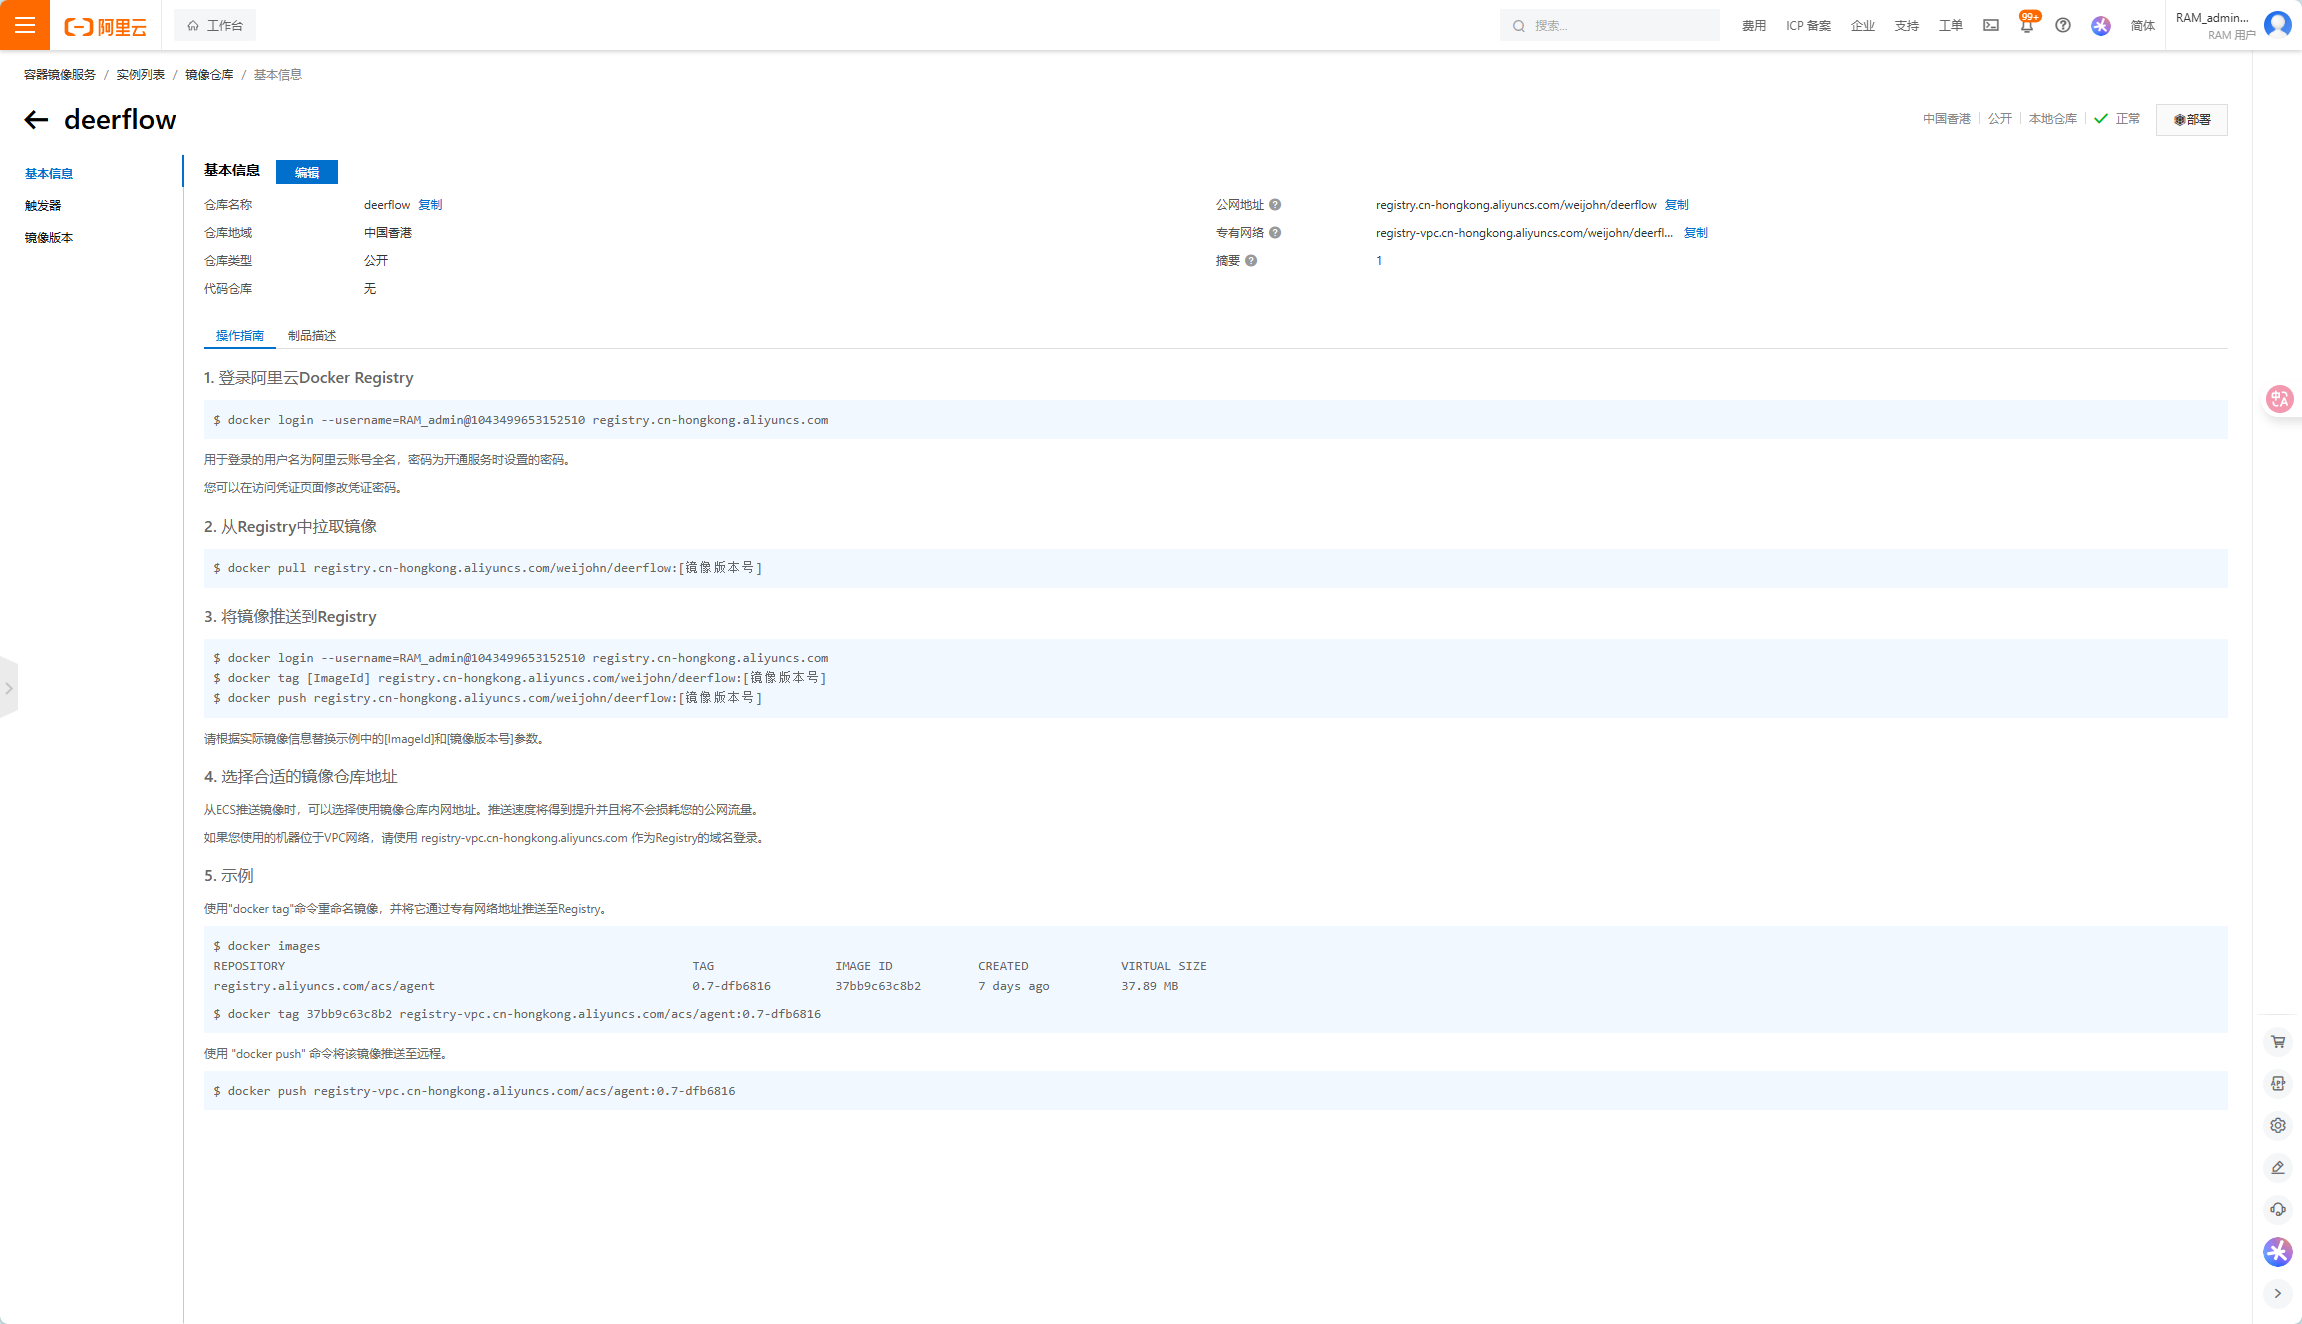 阿里云
工作台
搜索...
费用 ICP 备案 企业 支持 工单 99+ 简体
RAM_admin...
RAM 用户
容器镜像服务 / 实例列表 / 镜像仓库 / 基本信息
deerflow
中国香港 公开 本地仓库 正常 部署
基本信息
触发器
镜像版本
基本信息 编辑
仓库名称 deerflow 复制
公网地址 registry.cn-hongkong.aliyuncs.com/weijohn/deerflow 复制
仓库地域 中国香港
专有网络 registry-vpc.cn-hongkong.aliyuncs.com/weijohn/deerfl... 复制
仓库类型 公开
摘要 1
代码仓库 无
操作指南 制品描述
1. 登录阿里云Docker Registry
$ docker login --username=RAM_admin@1043499653152510 registry.cn-hongkong.aliyuncs.com
用于登录的用户名为阿里云账号全名，密码为开通服务时设置的密码。
您可以在访问凭证页面修改凭证密码。
2. 从Registry中拉取镜像
$ docker pull registry.cn-hongkong.aliyuncs.com/weijohn/deerflow:[镜像版本号]
3. 将镜像推送到Registry
$ docker login --username=RAM_admin@1043499653152510 registry.cn-hongkong.aliyuncs.com
$ docker tag [ImageId] registry.cn-hongkong.aliyuncs.com/weijohn/deerflow:[镜像版本号]
$ docker push registry.cn-hongkong.aliyuncs.com/weijohn/deerflow:[镜像版本号]
请根据实际镜像信息替换示例中的[ImageId]和[镜像版本号]参数。
4. 选择合适的镜像仓库地址
从ECS推送镜像时，可以选择使用镜像仓库内网地址。推送速度将得到提升并且将不会损耗您的公网流量。
如果您使用的机器位于VPC网络，请使用 registry-vpc.cn-hongkong.aliyuncs.com 作为Registry的域名登录。
5. 示例
使用"docker tag"命令重命名镜像，并将它通过专有网络地址推送至Registry。
$ docker images
REPOSITORY TAG IMAGE ID CREATED VIRTUAL SIZE
registry.aliyuncs.com/acs/agent 0.7-dfb6816 37bb9c63c8b2 7 days ago 37.89 MB
$ docker tag 37bb9c63c8b2 registry-vpc.cn-hongkong.aliyuncs.com/acs/agent:0.7-dfb6816
使用 "docker push" 命令将该镜像推送至远程。
$ docker push registry-vpc.cn-hongkong.aliyuncs.com/acs/agent:0.7-dfb6816